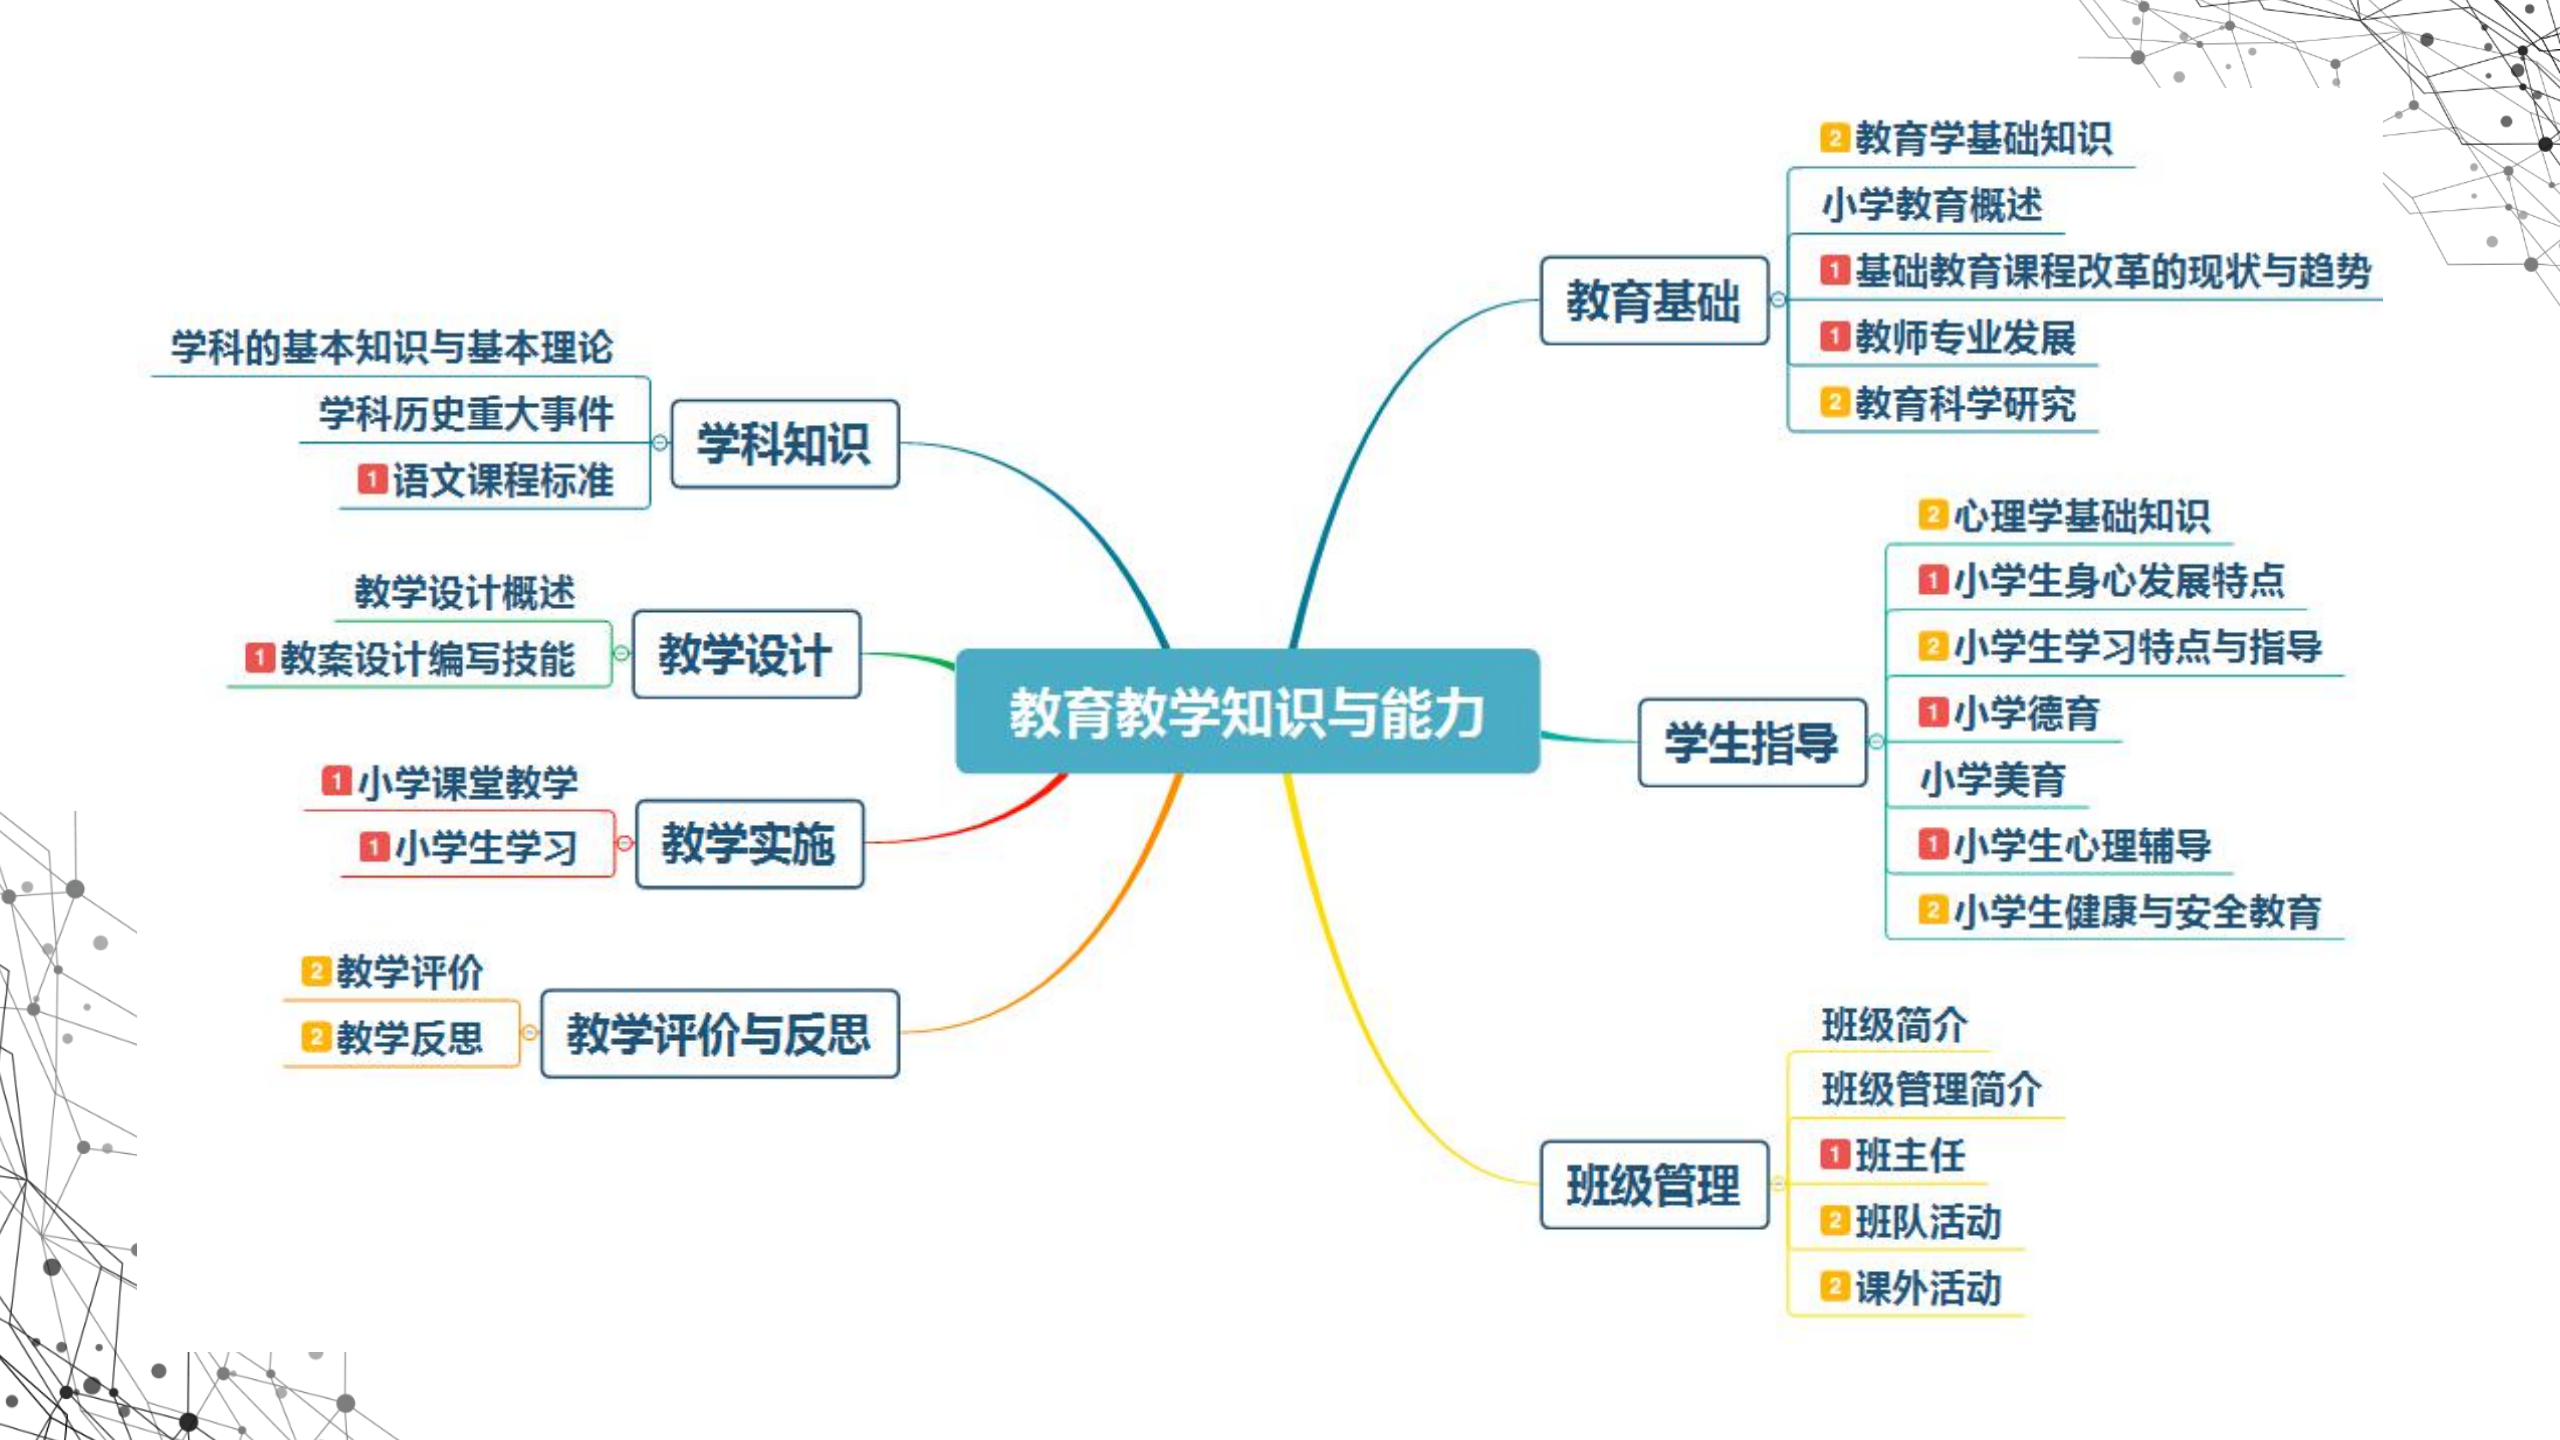 教育教学知识与能力
教育基础
2 教育学基础知识
小学教育概述
1 基础教育课程改革的现状与趋势
1 教师专业发展
2 教育科学研究
学生指导
2 心理学基础知识
1 小学生身心发展特点
2 小学生学习特点与指导
1 小学德育
小学美育
1 小学生心理辅导
2 小学生健康与安全教育
班级管理
班级简介
班级管理简介
1 班主任
2 班队活动
2 课外活动
学科知识
学科的基本知识与基本理论
学科历史重大事件
1 语文课程标准
教学设计
教学设计概述
1 教案设计编写技能
教学实施
1 小学课堂教学
1 小学生学习
教学评价与反思
2 教学评价
2 教学反思